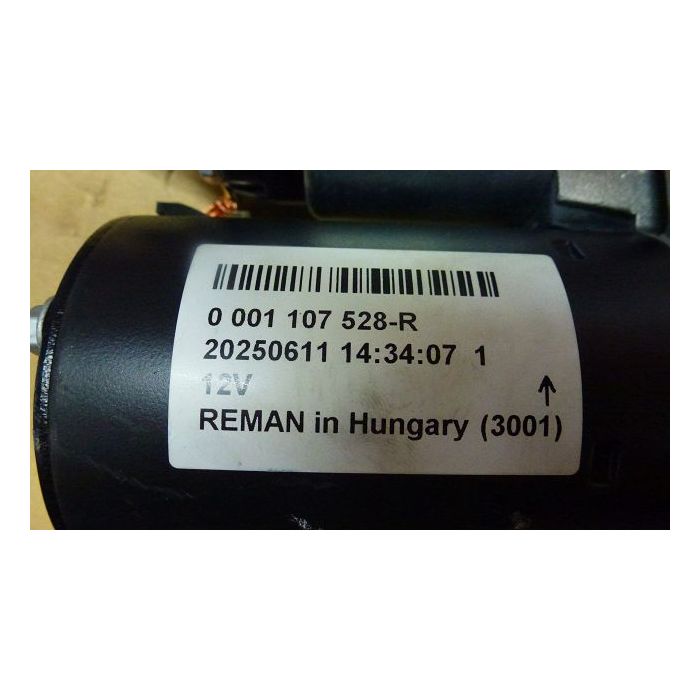 0 001 107 528-R
20250611 14:34:07 1
12V
REMAN in Hungary (3001)